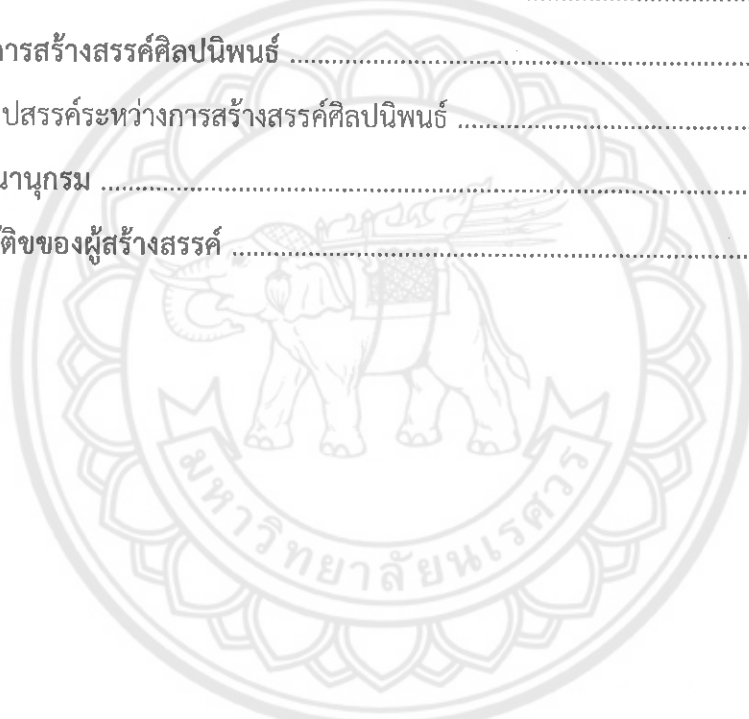 การสร้างสรรค์ศิลปนิพนธ์ ........................................................
ปสรรค์ระหว่างการสร้างสรรค์ศิลปนิพนธ์ ........................................................
นานุกรม ........................................................
ัติขของผู้สร้างสรรค์ ........................................................
มหาวิทยาลัยนเรศวร